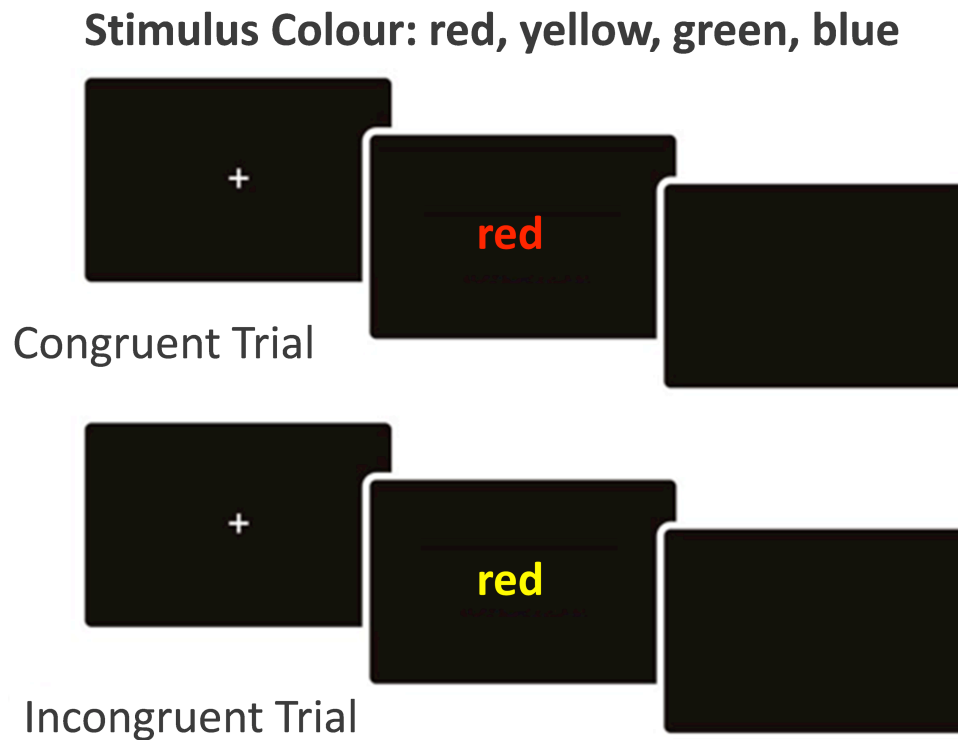 Stimulus Colour: red, yellow, green, blue
+
red
Congruent Trial
+
red
Incongruent Trial